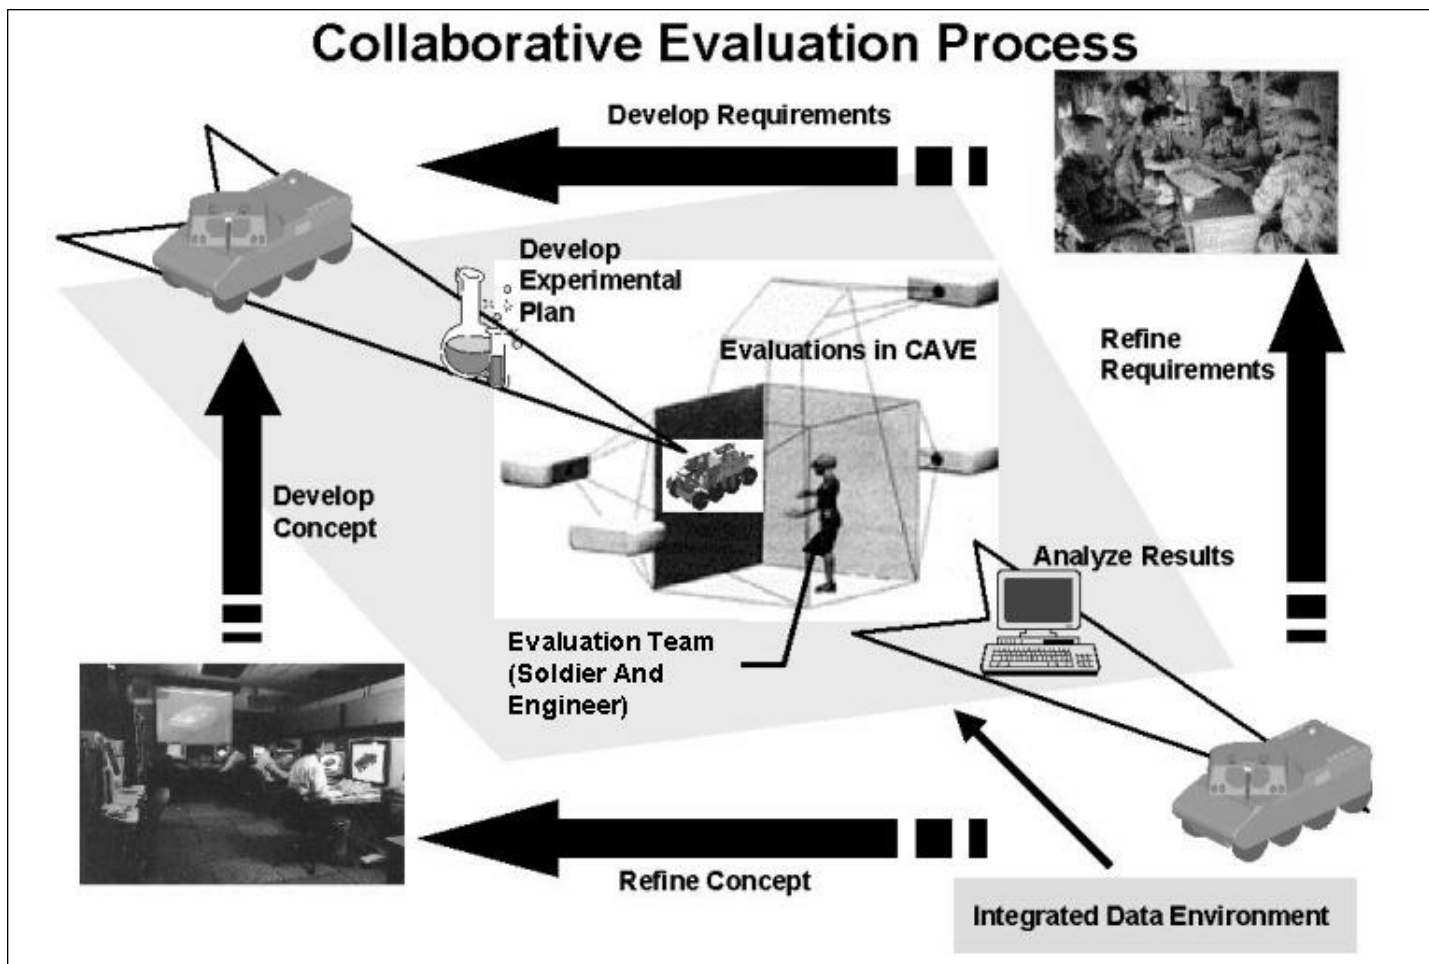 Collaborative Evaluation Process
Develop Requirements
Develop
Experimental
Plan
Evaluations in CAVE
Refine
Requirements
Develop
Concept
Analyze Results
Evaluation Team
(Soldier And
Engineer)
Refine Concept
Integrated Data Environment